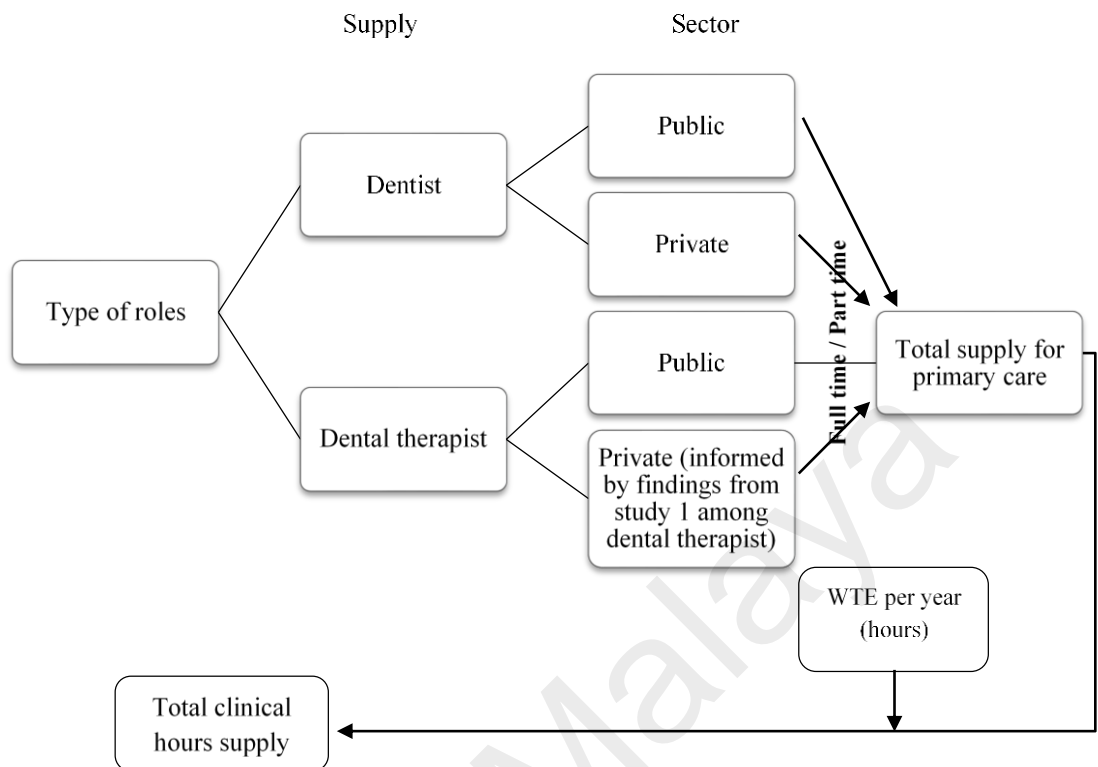 Supply
Sector
Public
Dentist
Private
Type of roles
Full time / Part time
Total supply for
primary care
Public
Dental therapist
Private (informed
by findings from
study 1 among
dental therapist)
WTE per year
(hours)
Total clinical
hours supply
Malaya